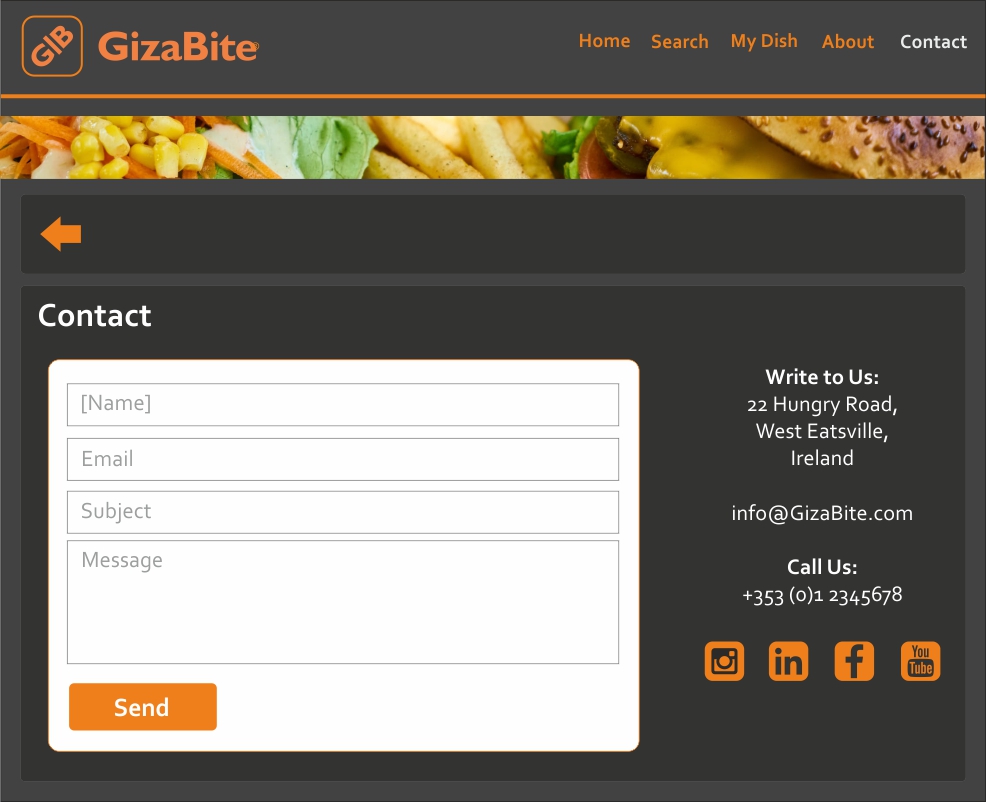 GIB
GizaBite®
Home Search My Dish About Contact
Contact
[Name]
Email
Subject
Message
Send
Write to Us:
22 Hungry Road,
West Eatsville,
Ireland
info@GizaBite.com
Call Us:
+353 (0)1 2345678
in f You
Tube